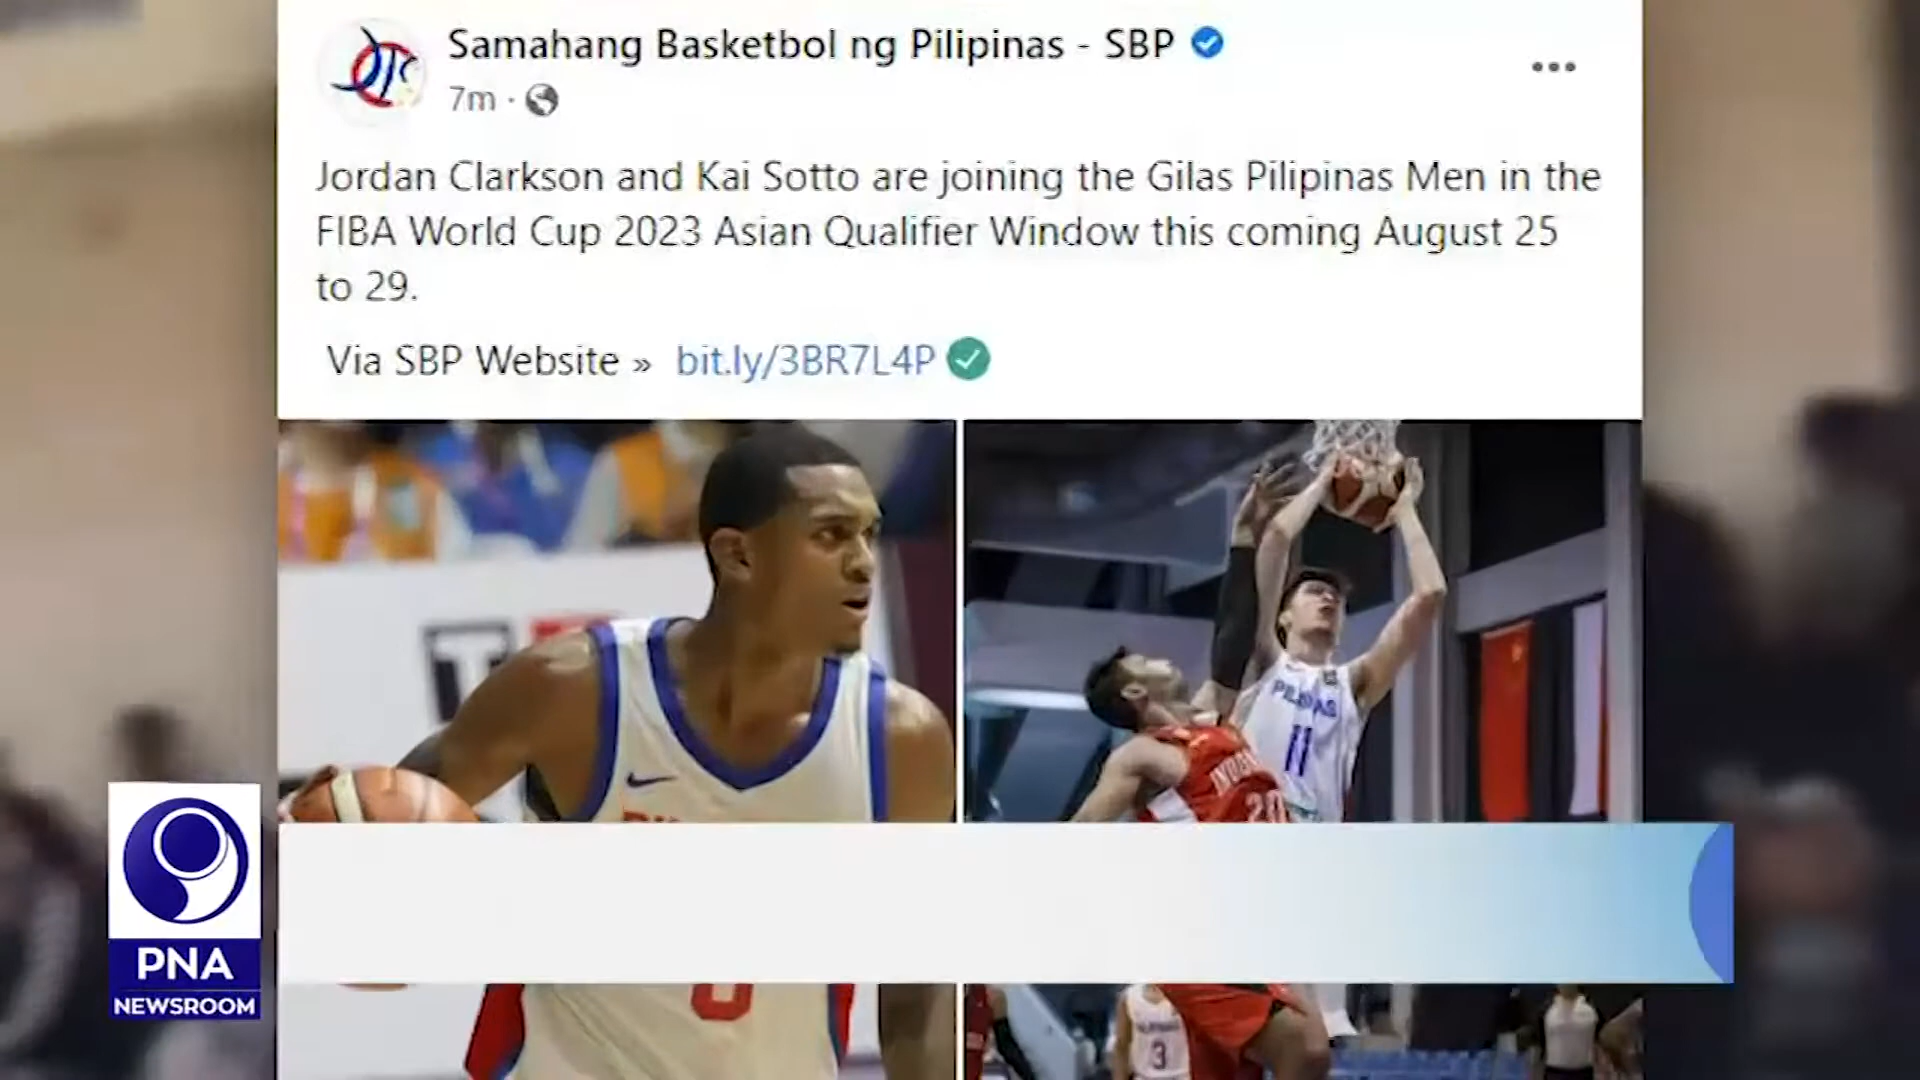 Samahang Basketbol ng Pilipinas - SBP
7m ·
Jordan Clarkson and Kai Sotto are joining the Gilas Pilipinas Men in the
FIBA World Cup 2023 Asian Qualifier Window this coming August 25
to 29.
Via SBP Website » bit.ly/3BR7L4P
PILIPINAS
11
20
3
PNA
NEWSROOM